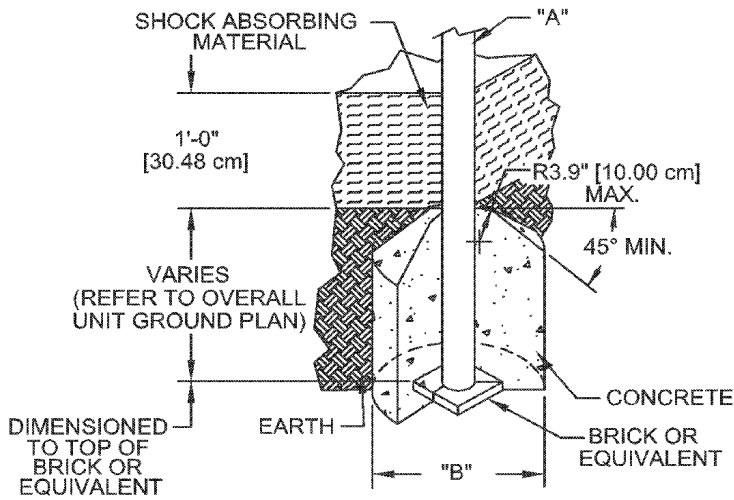 SHOCK ABSORBING
MATERIAL
"A"
1'-0"
[30.48 cm]
R3.9" [10.00 cm]
MAX.
45° MIN.
VARIES
(REFER TO OVERALL
UNIT GROUND PLAN)
CONCRETE
EARTH
DIMENSIONED
TO TOP OF
BRICK OR
EQUIVALENT
BRICK OR
EQUIVALENT
"B"